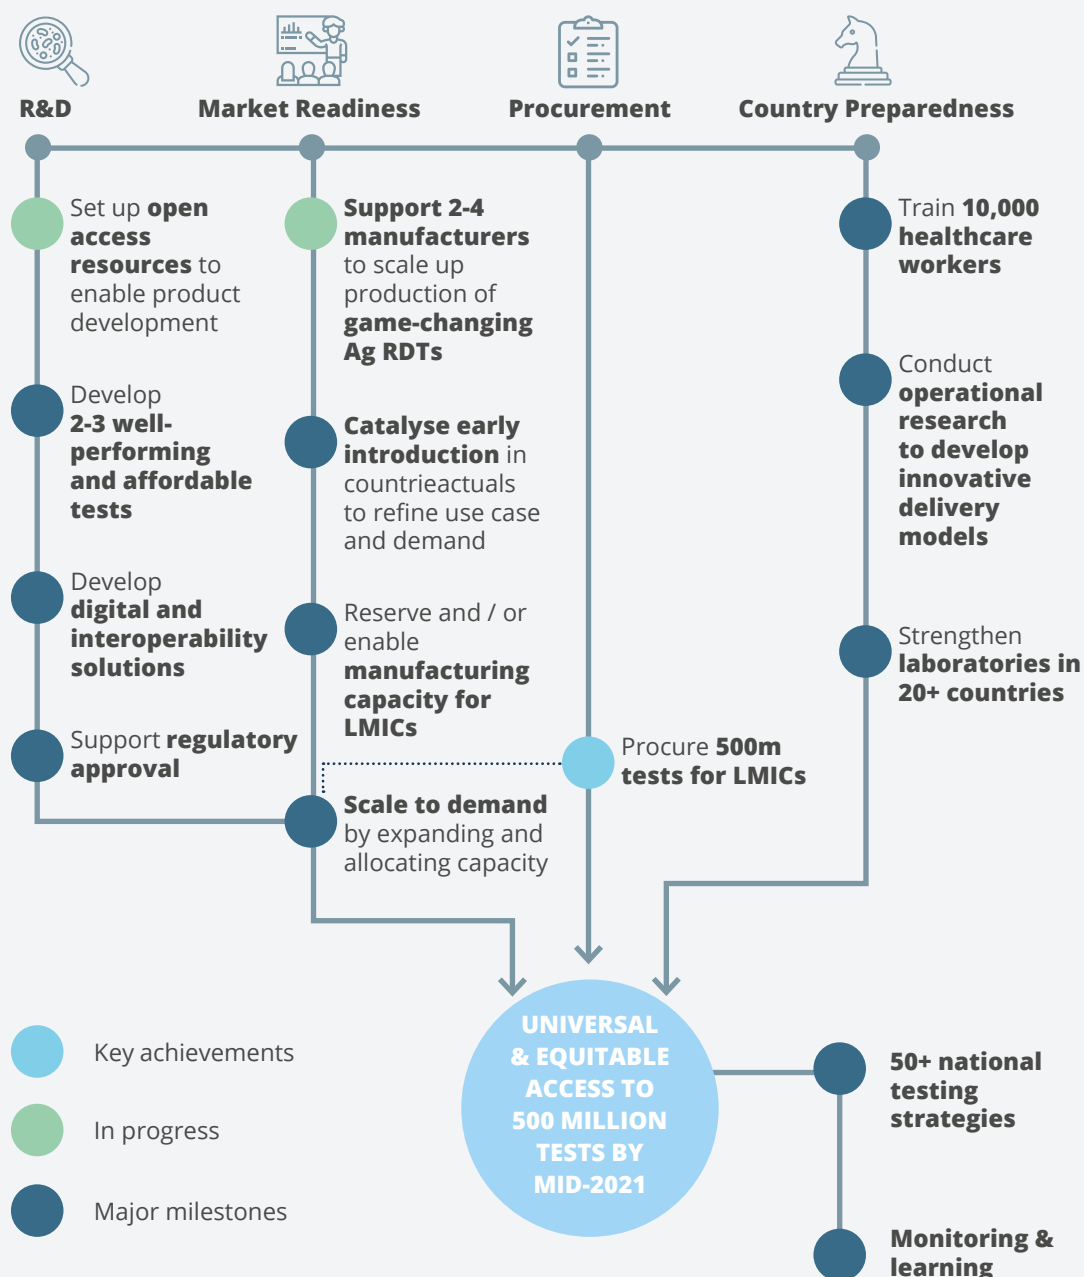 R&D
Market Readiness
Procurement
Country Preparedness
Set up open
access
resources to
enable product
development
Develop
2-3 well-
performing
and affordable
tests
Develop
digital and
interoperability
solutions
Support regulatory
approval
Support 2-4
manufacturers
to scale up
production of
game-changing
Ag RDTs
Catalyse early
introduction in
countrieactuals
to refine use case
and demand
Reserve and / or
enable
manufacturing
capacity for
LMICs
Scale to demand
by expanding and
allocating capacity
Procure 500m
tests for LMICs
Train 10,000
healthcare
workers
Conduct
operational
research
to develop
innovative
delivery
models
Strengthen
laboratories in
20+ countries
UNIVERSAL
& EQUITABLE
ACCESS TO
500 MILLION
TESTS BY
MID-2021
50+ national
testing
strategies
Monitoring &
learning
Key achievements
In progress
Major milestones